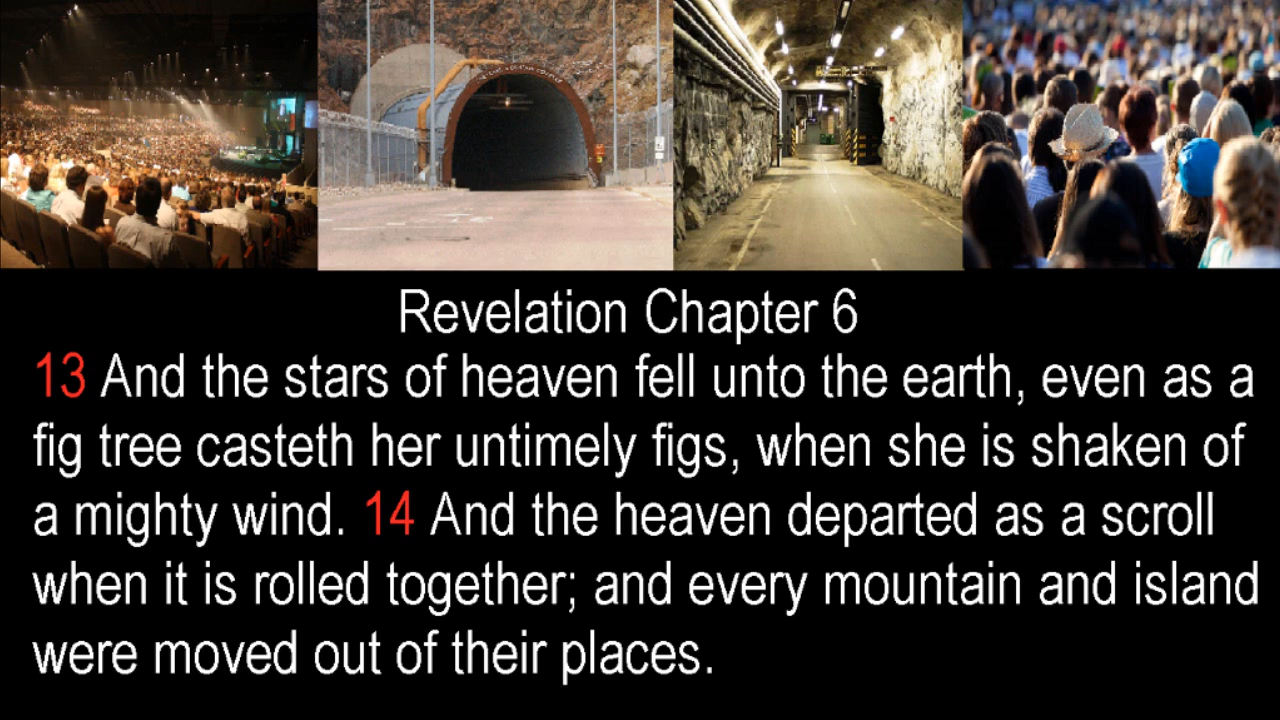 Revelation Chapter 6
13 And the stars of heaven fell unto the earth, even as a
fig tree casteth her untimely figs, when she is shaken of
a mighty wind. 14 And the heaven departed as a scroll
when it is rolled together; and every mountain and island
were moved out of their places.